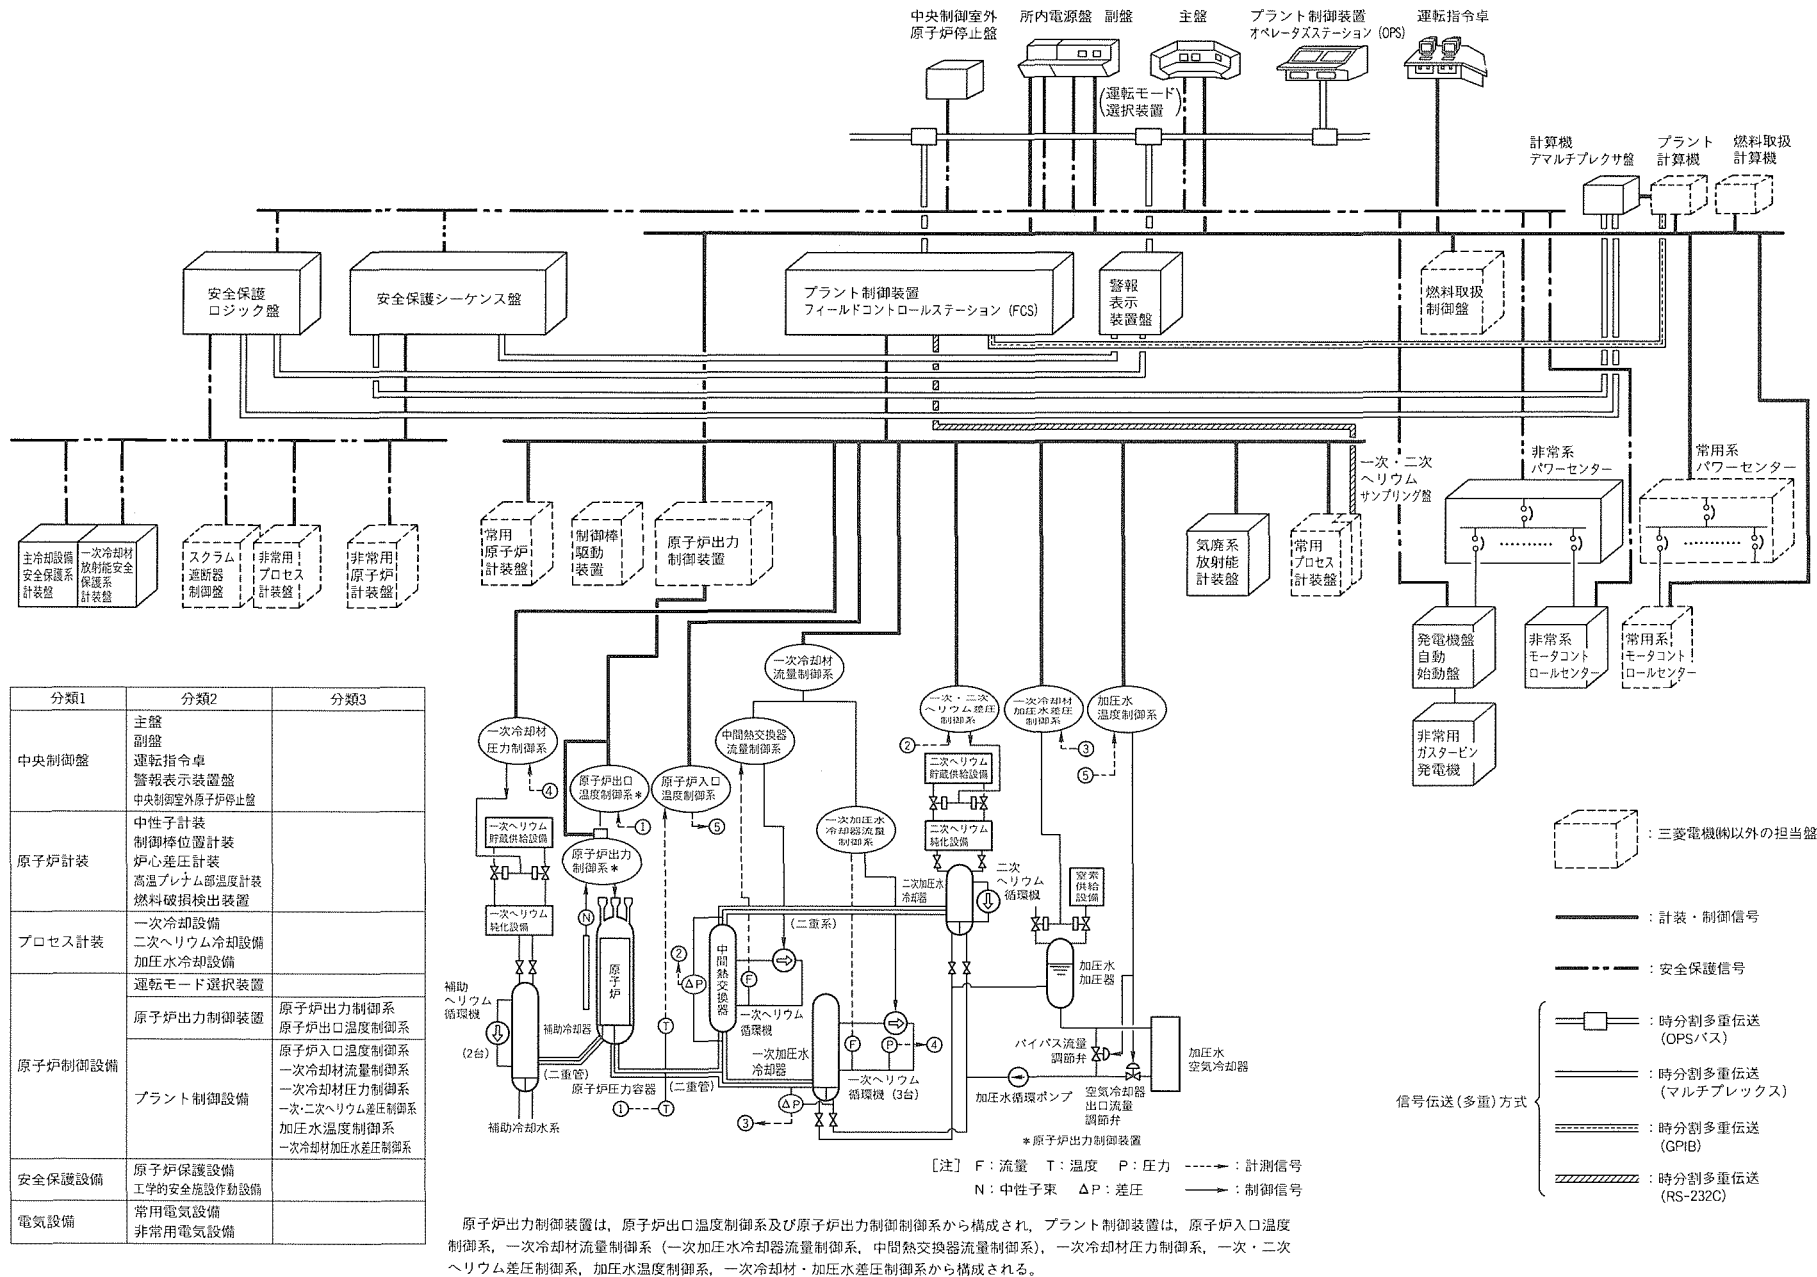 中央制御室外
原子炉停止盤
所内電源盤 副盤
主盤
プラント制御装置
オペレータズステーション (OPS)
運転指令卓
(運転モード
選択装置)
計算機
デマルチプレクサ盤
プラント
計算機
燃料取扱
計算機
安全保護
ロジック盤
安全保護シーケンス盤
プラント制御装置
フィールドコントロールステーション (FCS)
警報
表示
装置盤
燃料取扱
制御盤
一次・二次
ヘリウム
サンプリング盤
非常系
パワーセンター
常用系
パワーセンター
主冷却設備
安全保護系
計装盤
一次冷却材
放射能安全
保護系
計装盤
スクラム
遮断器
制御盤
非常用
プロセス
計装盤
非常用
原子炉
計装盤
常用
原子炉
計装盤
制御棒
駆動
装置
原子炉出力
制御装置
気廃系
放射能
計装盤
常用
プロセス
計装盤
発電機盤
自動
始動盤
非常系
モータコント
ロールセンター
常用系
モータコント
ロールセンター
非常用
ガスタービン
発電機
一次冷却材
流量制御系
一次冷却材
圧力制御系
④
原子炉出口
温度制御系*
①
原子炉入口
温度制御系
⑤
中間熱交換器
流量制御系
一次・二次
ヘリウム差圧
制御系
②
一次冷却材
加圧水差圧
制御系
③
加圧水
温度制御系
⑤
一次加圧水
冷却器流量
制御系
原子炉出力
制御系*
一次ヘリウム
貯蔵供給設備
一次ヘリウム
純化設備
二次ヘリウム
貯蔵供給設備
二次ヘリウム
純化設備
二次加圧水
冷却器
二次
ヘリウム
循環機
窒素
供給
設備
加圧水
加圧器
補助
ヘリウム
循環機
(2台)
補助冷却器
N
原子炉
(二重管)
原子炉圧力容器
補助冷却水系
T
① T
(二重管)
②
ΔP
中間熱交換器
(二重系)
F
一次ヘリウム
循環機
一次加圧水
冷却器
F
P
④
一次ヘリウム
循環機 (3台)
③
ΔP
加圧水循環ポンプ
バイパス流量
調節弁
空気冷却器
出口流量
調節弁
加圧水
空気冷却器
*原子炉出力制御装置
[注] F:流量 T:温度 P:圧力 :計測信号
N:中性子束 ΔP:差圧 :制御信号
分類1 分類2 分類3
中央制御盤
主盤
副盤
運転指令卓
警報表示装置盤
中央制御室外原子炉停止盤
原子炉計装
中性子計装
制御棒位置計装
炉心差圧計装
高温プレナム部温度計装
燃料破損検出装置
プロセス計装
一次冷却設備
二次ヘリウム冷却設備
加圧水冷却設備
原子炉制御設備
運転モード選択装置
原子炉出力制御装置
原子炉出力制御系
原子炉出口温度制御系
プラント制御設備
原子炉入口温度制御系
一次冷却材流量制御系
一次冷却材圧力制御系
一次・二次ヘリウム差圧制御系
加圧水温度制御系
一次冷却材加圧水差圧制御系
安全保護設備
原子炉保護設備
工学的安全施設作動設備
電気設備
常用電気設備
非常用電気設備
:三菱電機㈱以外の担当盤
:計装・制御信号
:安全保護信号
信号伝送(多重)方式
:時分割多重伝送
(OPSバス)
:時分割多重伝送
(マルチプレックス)
:時分割多重伝送
(GPIB)
:時分割多重伝送
(RS-232C)
原子炉出力制御装置は,原子炉出口温度制御系及び原子炉出力制御制御系から構成され,プラント制御装置は,原子炉入口温度
制御系,一次冷却材流量制御系(一次加圧水冷却器流量制御系,中間熱交換器流量制御系),一次冷却材圧力制御系,一次・二次
ヘリウム差圧制御系,加圧水温度制御系,一次冷却材・加圧水差圧制御系から構成される。